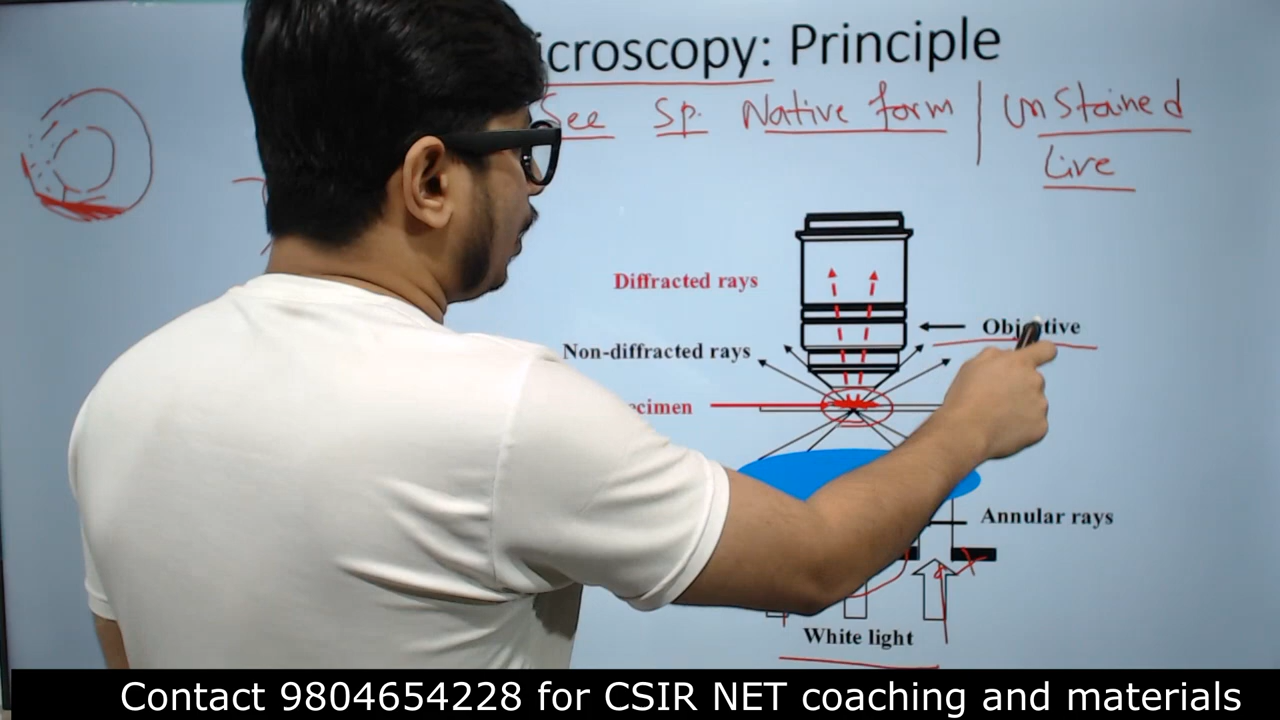 icroscopy: Principle
See Sp. Native form | Unstained
Live
Diffracted rays
Objective
Non-diffracted rays
ecimen
Annular rays
White light
Contact 9804654228 for CSIR NET coaching and materials